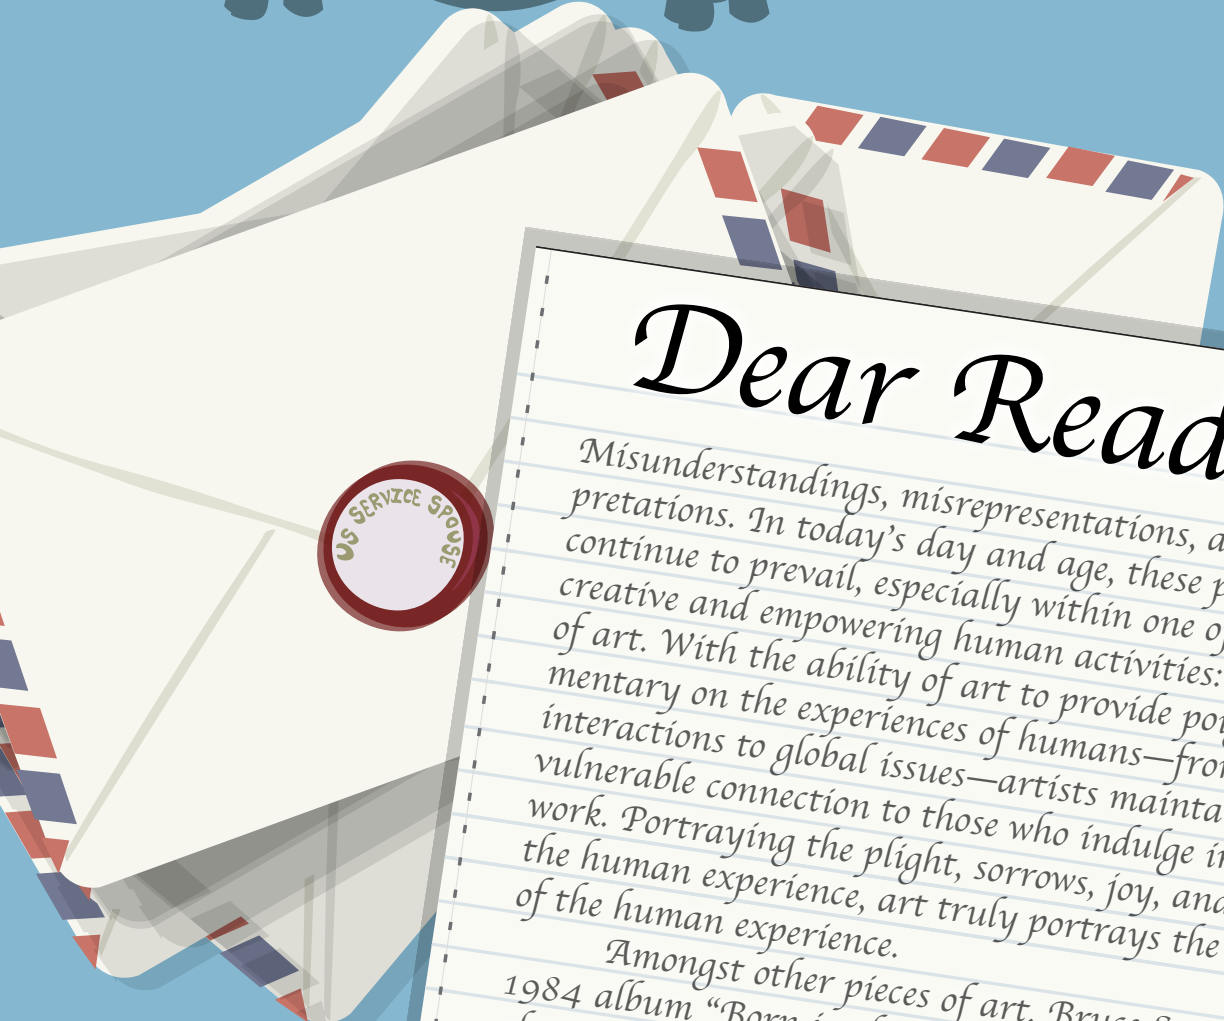 Dear Read
US SERVICE SPOUSE
Misunderstandings, misrepresentations, a
pretations. In today's day and age, these p
continue to prevail, especially within one of
creative and empowering human activities:
of art. With the ability of art to provide poi
mentary on the experiences of humans—fro
interactions to global issues—artists mainta
vulnerable connection to those who indulge i
work. Portraying the plight, sorrows, joy, and
the human experience, art truly portrays the
of the human experience.
Amongst other pieces of art, Bruce S
1984 album “Born in